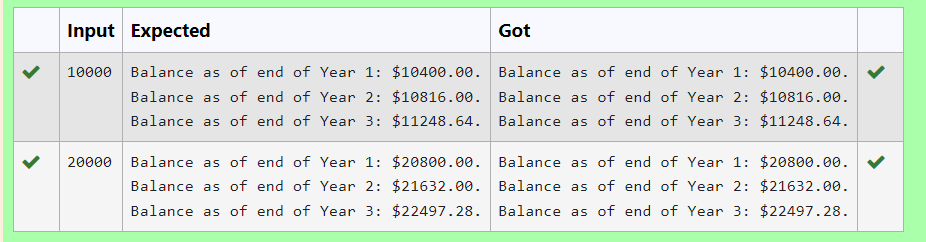 Input Expected Got
10000 Balance as of end of Year 1: $10400.00. Balance as of end of Year 1: $10400.00.
Balance as of end of Year 2: $10816.00. Balance as of end of Year 2: $10816.00.
Balance as of end of Year 3: $11248.64. Balance as of end of Year 3: $11248.64.
20000 Balance as of end of Year 1: $20800.00. Balance as of end of Year 1: $20800.00.
Balance as of end of Year 2: $21632.00. Balance as of end of Year 2: $21632.00.
Balance as of end of Year 3: $22497.28. Balance as of end of Year 3: $22497.28.